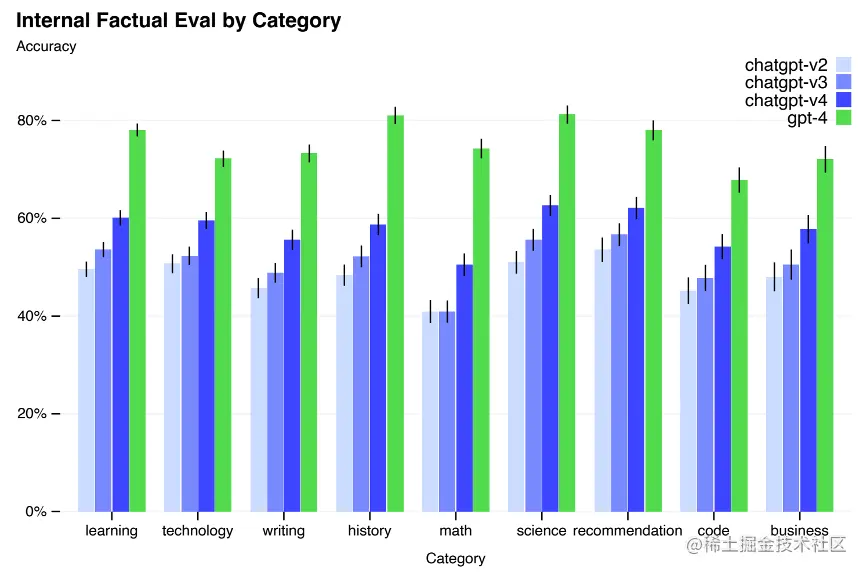 Internal Factual Eval by Category
Accuracy
chatgpt-v2
chatgpt-v3
chatgpt-v4
gpt-4
80%
60%
40%
20%
0%
learning technology writing history math science recommendation code business
Category
@稀土掘金技术社区